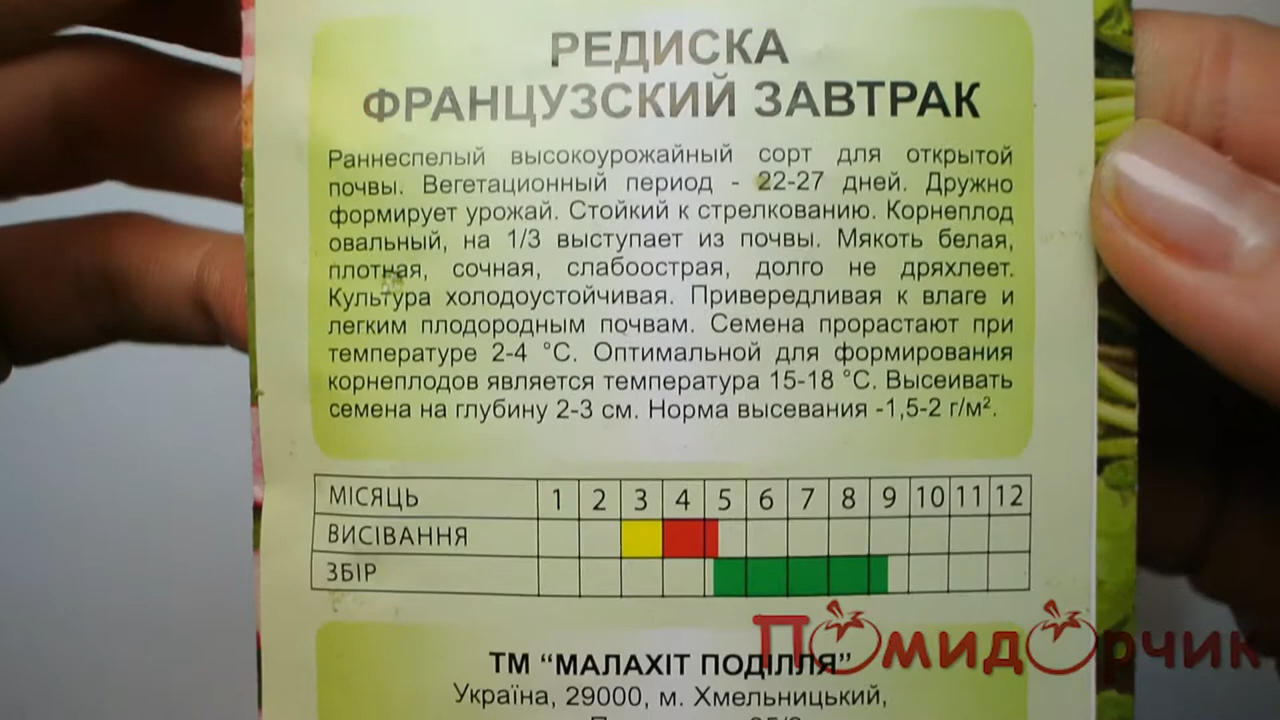 РЕДИСКА
ФРАНЦУЗСКИЙ ЗАВТРАК
Раннеспелый высокоурожайный сорт для открытой
почвы. Вегетационный период - 22-27 дней. Дружно
формирует урожай. Стойкий к стрелкованию. Корнеплод
овальный, на 1/3 выступает из почвы. Мякоть белая,
плотная, сочная, слабоострая, долго не дряхлеет.
Культура холодоустойчивая. Привередливая к влаге и
легким плодородным почвам. Семена прорастают при
температуре 2-4 °С. Оптимальной для формирования
корнеплодов является температура 15-18 °С. Высеивать
семена на глубину 2-3 см. Норма высевания -1,5-2 г/м².
МІСЯЦЬ 1 2 3 4 5 6 7 8 9 10 11 12
ВИСІВАННЯ
ЗБІР
ТМ “МАЛАХІТ ПОДІЛЛЯ”
Україна, 29000, м. Хмельницький,
Помидорчик